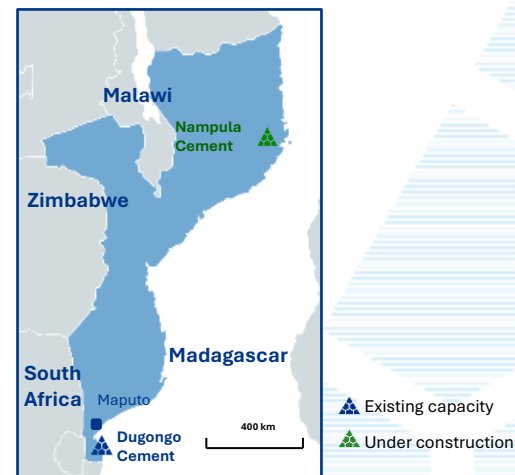 Malawi
Nampula
Cement
Zimbabwe
Madagascar
South
Africa
Maputo
Dugongo
Cement
400 km
Existing capacity
Under construction